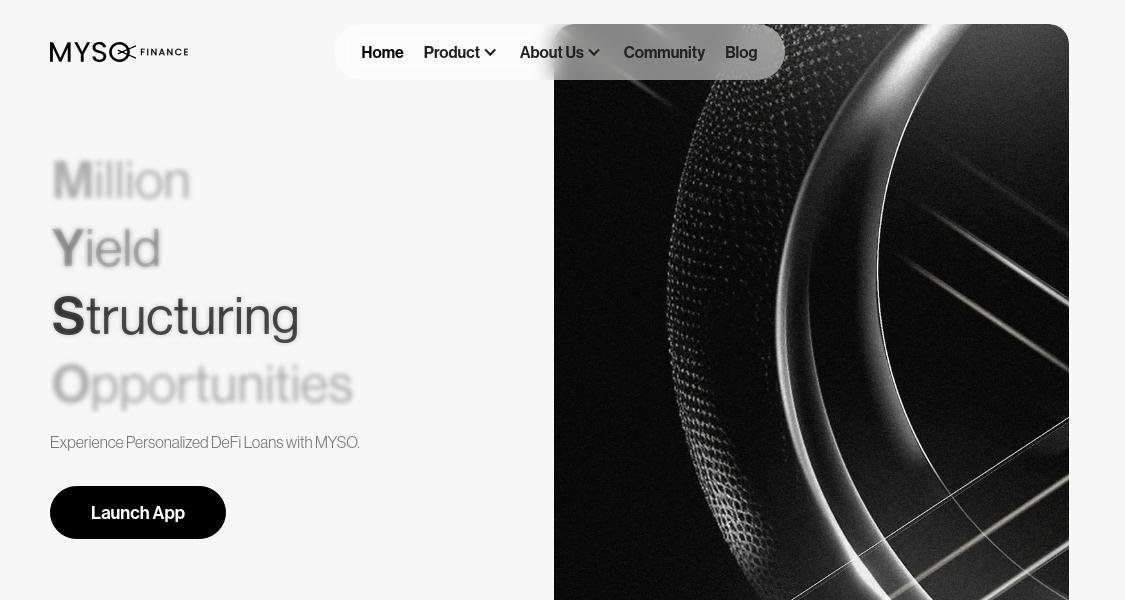 MYSO FINANCE
Home Product About Us Community Blog
Million
Yield
Structuring
Opportunities
Experience Personalized DeFi Loans with MYSO.
Launch App